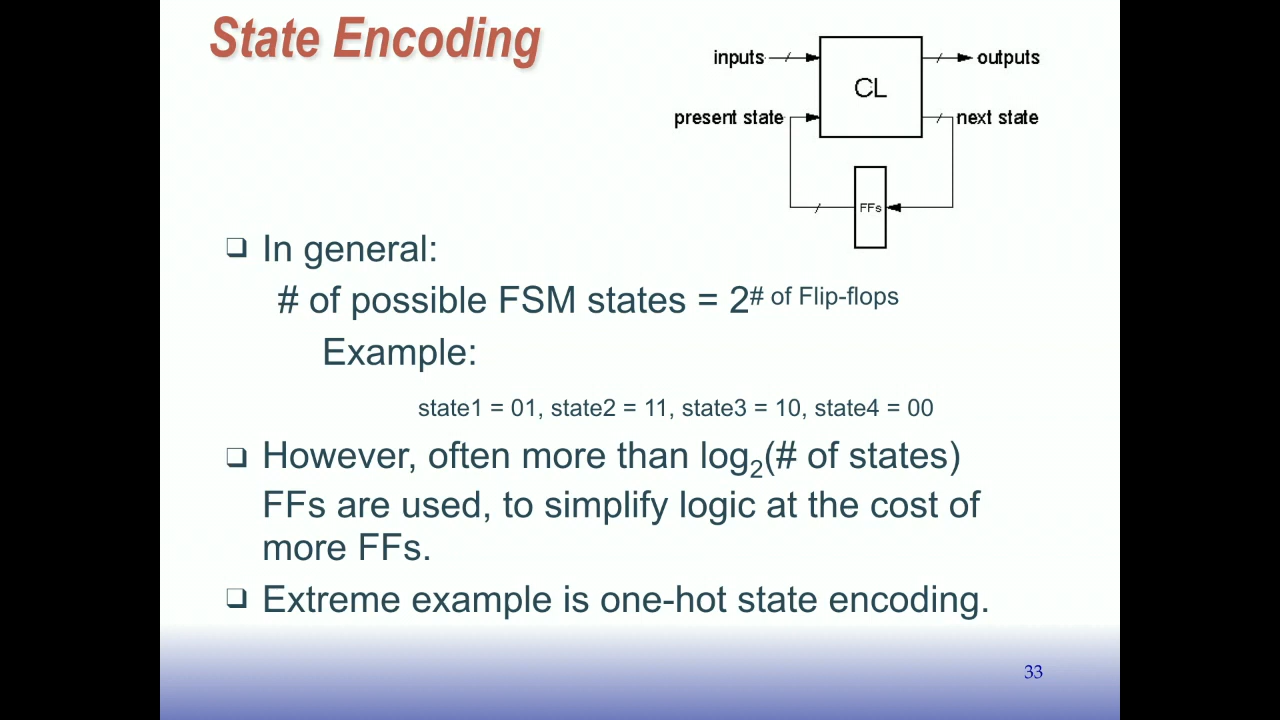 State Encoding
inputs
outputs
CL
present state
next state
FFs
❑ In general:
# of possible FSM states = 2^# of Flip-flops
Example:
state1 = 01, state2 = 11, state3 = 10, state4 = 00
❑ However, often more than log₂(# of states)
FFs are used, to simplify logic at the cost of
more FFs.
❑ Extreme example is one-hot state encoding.
33